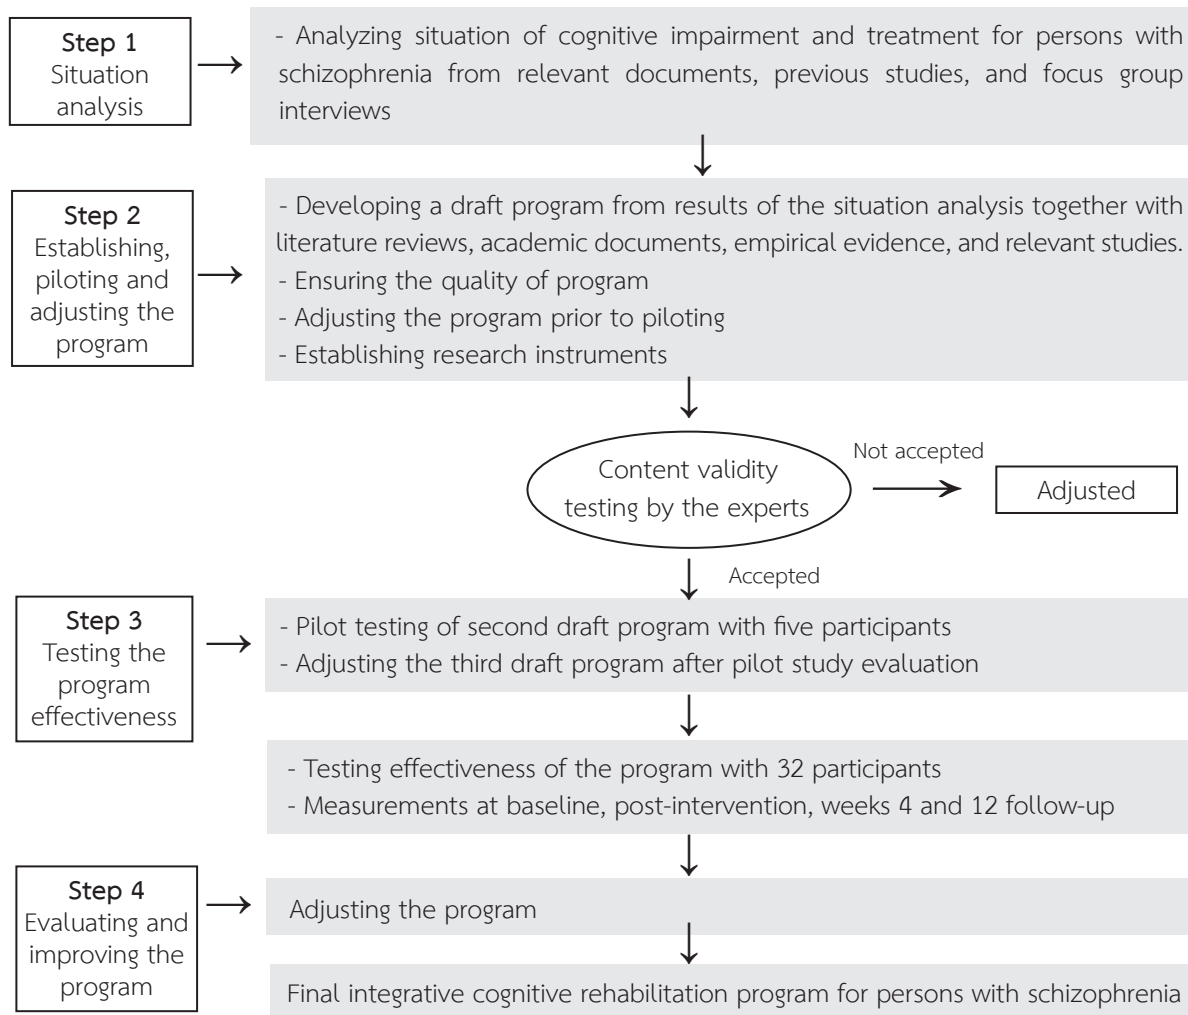 Step 1
Situation
analysis
- Analyzing situation of cognitive impairment and treatment for persons with
schizophrenia from relevant documents, previous studies, and focus group
interviews
Step 2
Establishing,
piloting and
adjusting the
program
- Developing a draft program from results of the situation analysis together with
literature reviews, academic documents, empirical evidence, and relevant studies.
- Ensuring the quality of program
- Adjusting the program prior to piloting
- Establishing research instruments
Content validity
testing by the experts
Not accepted
Adjusted
Accepted
Step 3
Testing the
program
effectiveness
- Pilot testing of second draft program with five participants
- Adjusting the third draft program after pilot study evaluation
- Testing effectiveness of the program with 32 participants
- Measurements at baseline, post-intervention, weeks 4 and 12 follow-up
Step 4
Evaluating and
improving the
program
Adjusting the program
Final integrative cognitive rehabilitation program for persons with schizophrenia